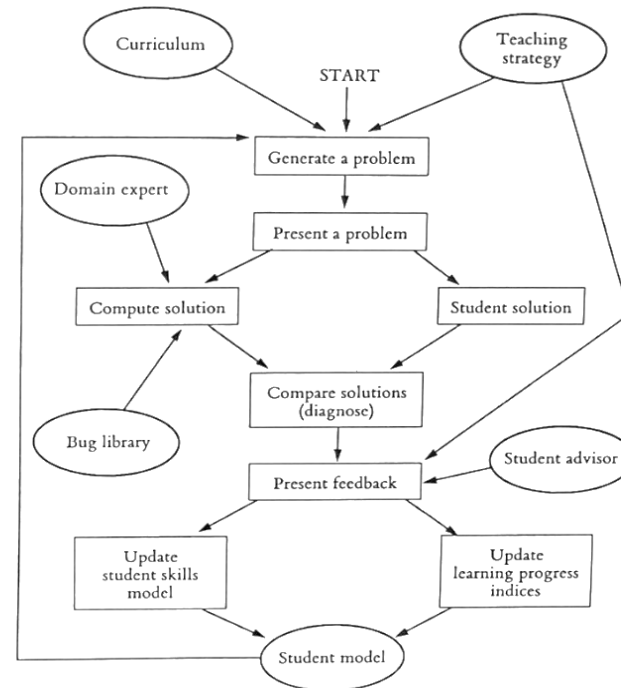 Curriculum
Teaching
strategy
START
Generate a problem
Domain expert
Present a problem
Compute solution
Student solution
Compare solutions
(diagnose)
Bug library
Student advisor
Present feedback
Update
student skills
model
Update
learning progress
indices
Student model